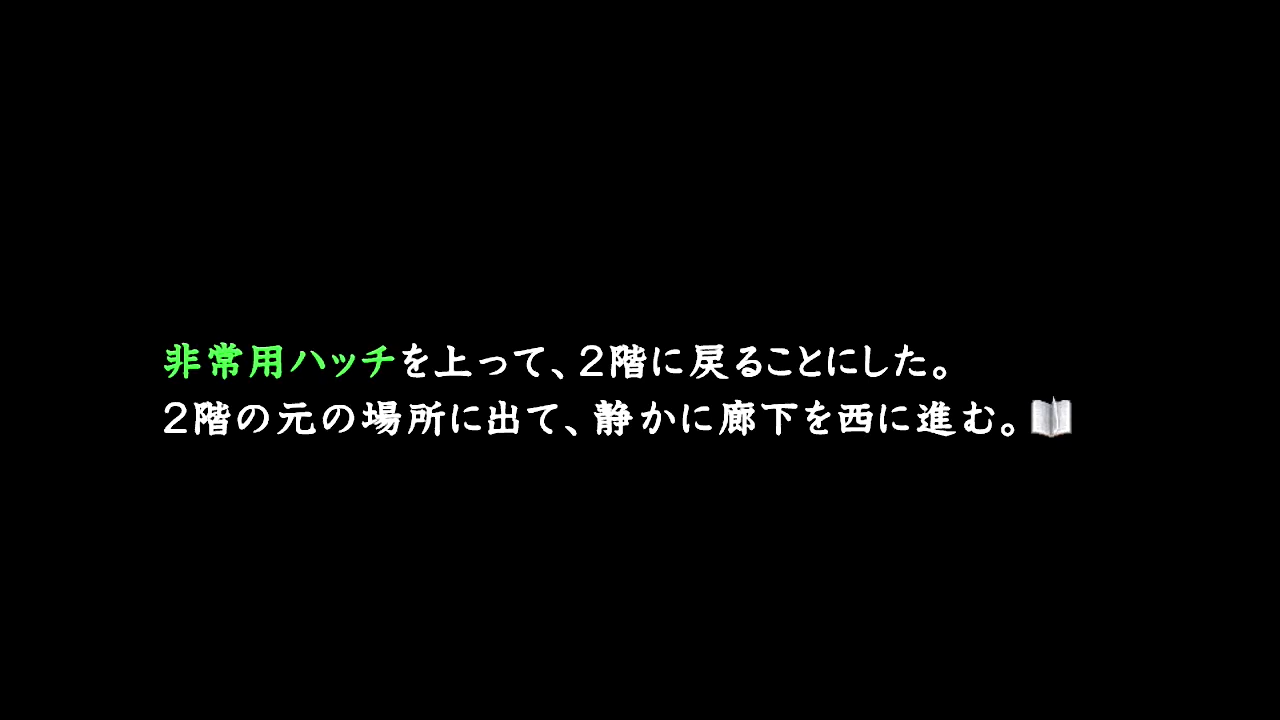 非常用ハッチを上って、2階に戻ることにした。
2階の元の場所に出て、静かに廊下を西に進む。